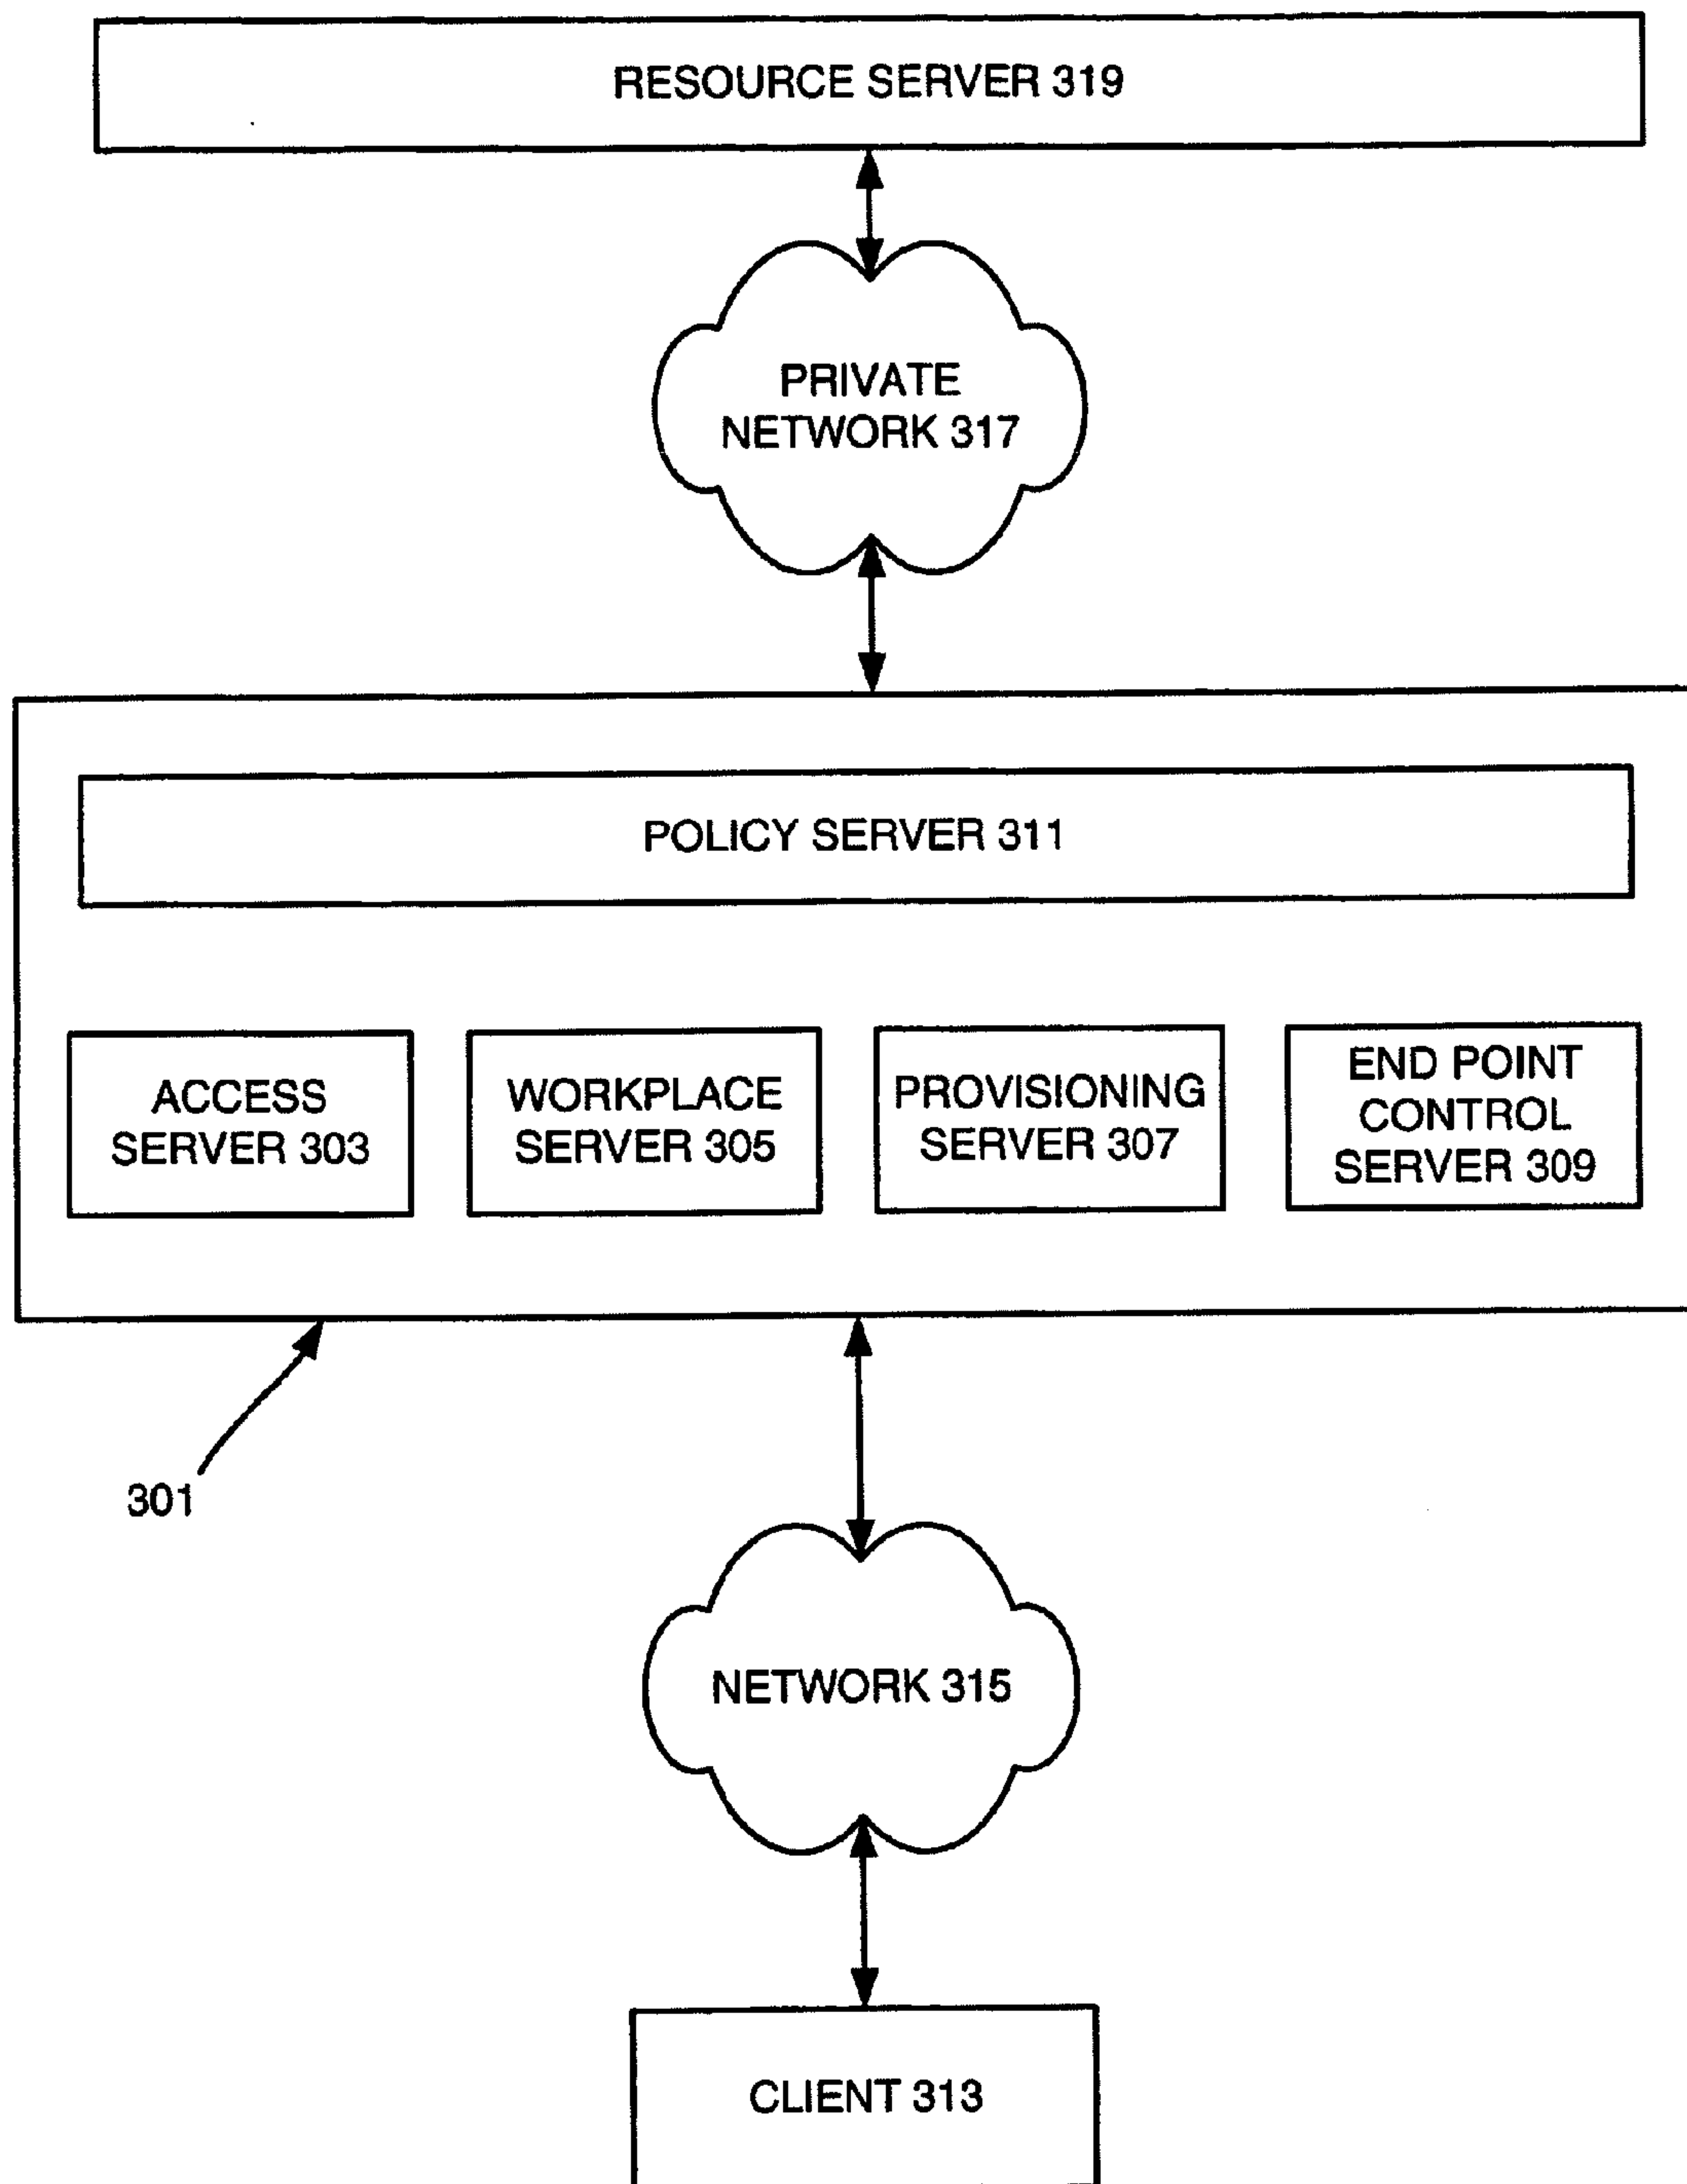 RESOURCE SERVER 319
PRIVATE
NETWORK 317
POLICY SERVER 311
ACCESS
SERVER 303
WORKPLACE
SERVER 305
PROVISIONING
SERVER 307
END POINT
CONTROL
SERVER 309
301
NETWORK 315
CLIENT 313